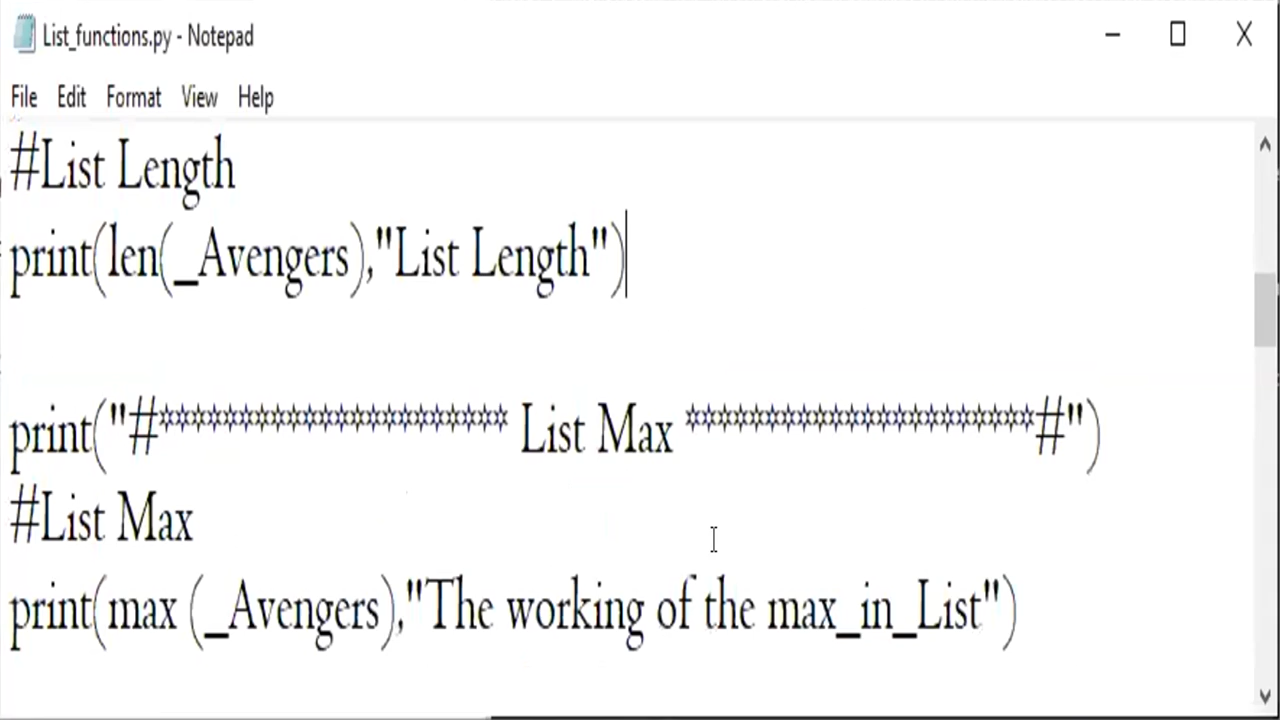 List_functions.py - Notepad
File Edit Format View Help
#List Length
print(len(_Avengers),"List Length")
print("#********************** List Max **********************#")
#List Max
print(max (_Avengers),"The working of the max_in_List")